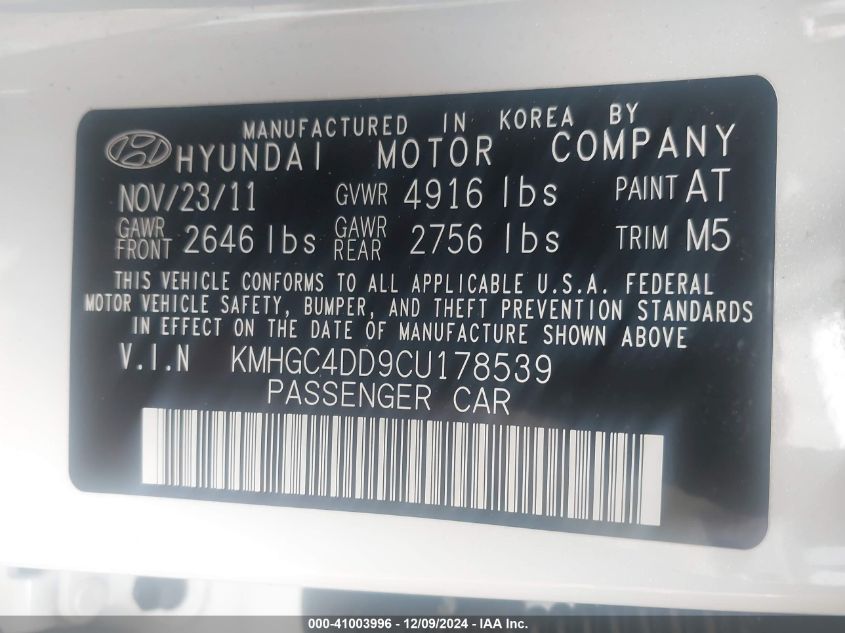 MANUFACTURED IN KOREA BY
HYUNDAI MOTOR COMPANY
NOV/23/11 GVWR 4916 lbs PAINT AT
GAWR FRONT 2646 lbs GAWR REAR 2756 lbs TRIM M5
THIS VEHICLE CONFORMS TO ALL APPLICABLE U.S.A. FEDERAL
MOTOR VEHICLE SAFETY, BUMPER, AND THEFT PREVENTION STANDARDS
IN EFFECT ON THE DATE OF MANUFACTURE SHOWN ABOVE
V.I.N KMHGC4DD9CU178539
PASSENGER CAR
000-41003996 - 12/09/2024 - IAA Inc.